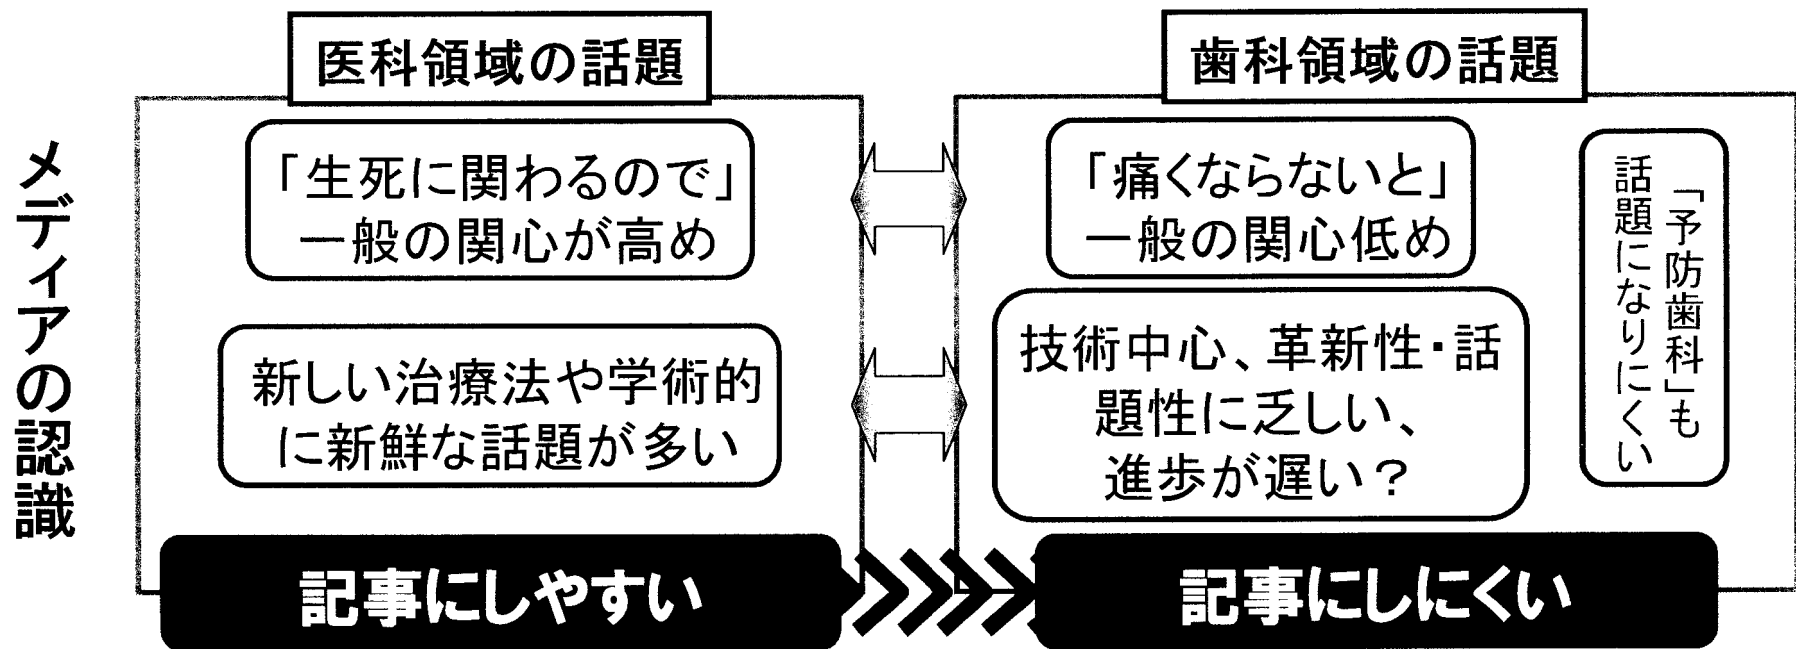 メディアの認識
医科領域の話題
「生死に関わるので」
一般の関心が高め
新しい治療法や学術的
に新鮮な話題が多い
記事にしやすい
歯科領域の話題
「痛くならないと」
一般の関心低め
技術中心、革新性・話
題性に乏しい、
進歩が遅い？
「予防歯科」も
話題になりにくい
記事にしにくい